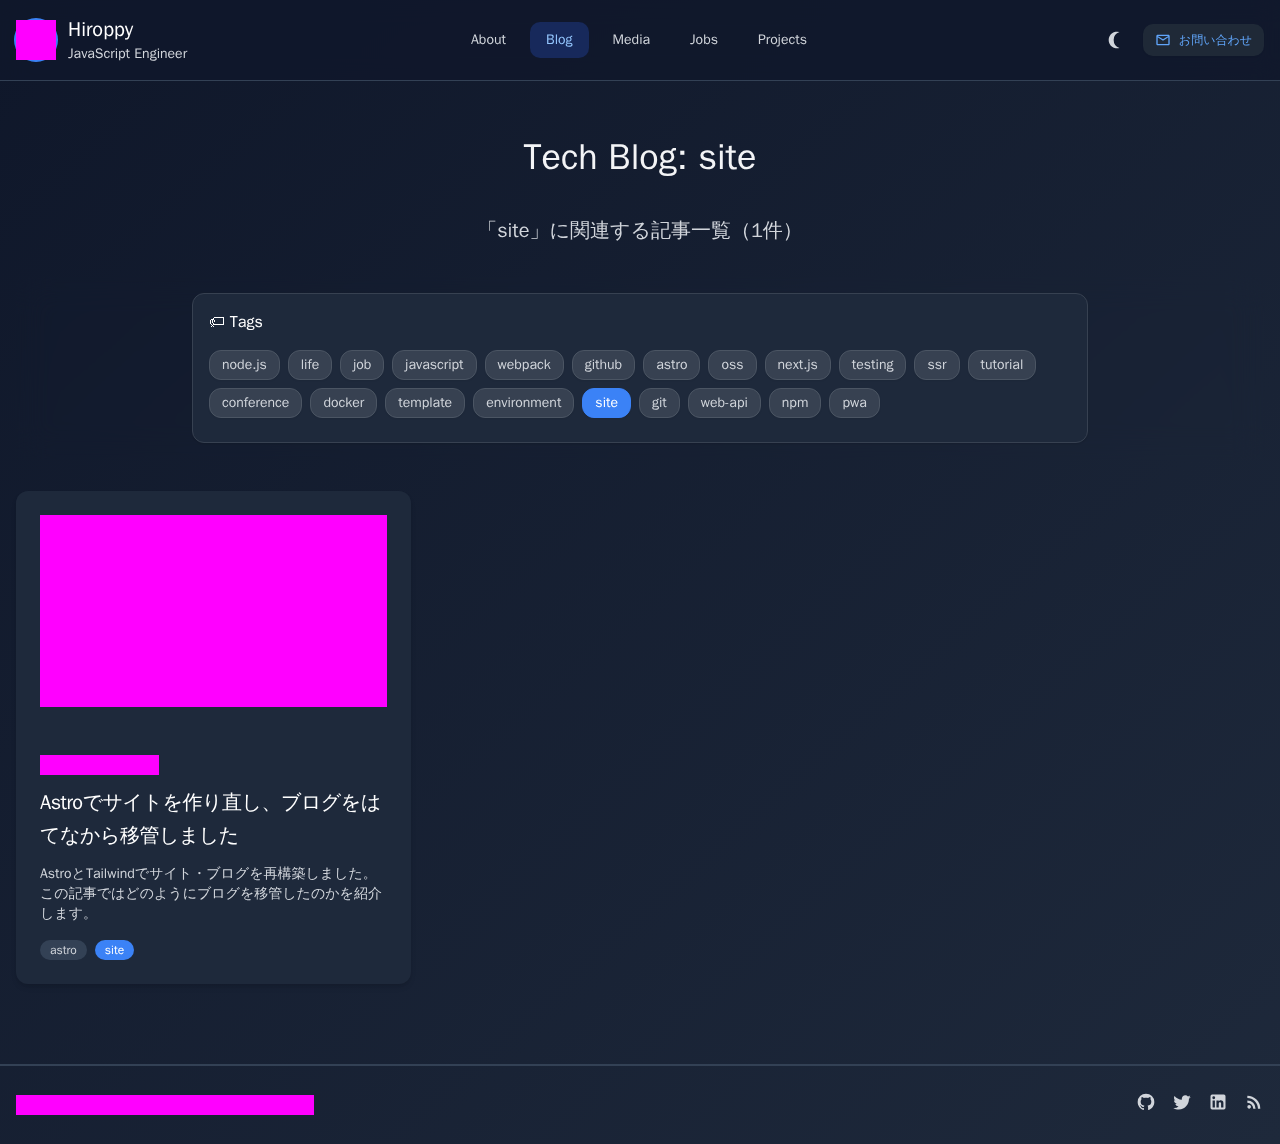 Hiroppy
JavaScript Engineer
About
Blog
Media
Jobs
Projects
お問い合わせ
Tech Blog: site
「site」に関連する記事一覧（1件）
Tags
node.js life job javascript webpack github astro oss next.js testing ssr tutorial
conference docker template environment site git web-api npm pwa
Astroでサイトを作り直し、ブログをは
てなから移管しました
AstroとTailwindでサイト・ブログを再構築しました。
この記事ではどのようにブログを移管したのかを紹介
します。
astro site